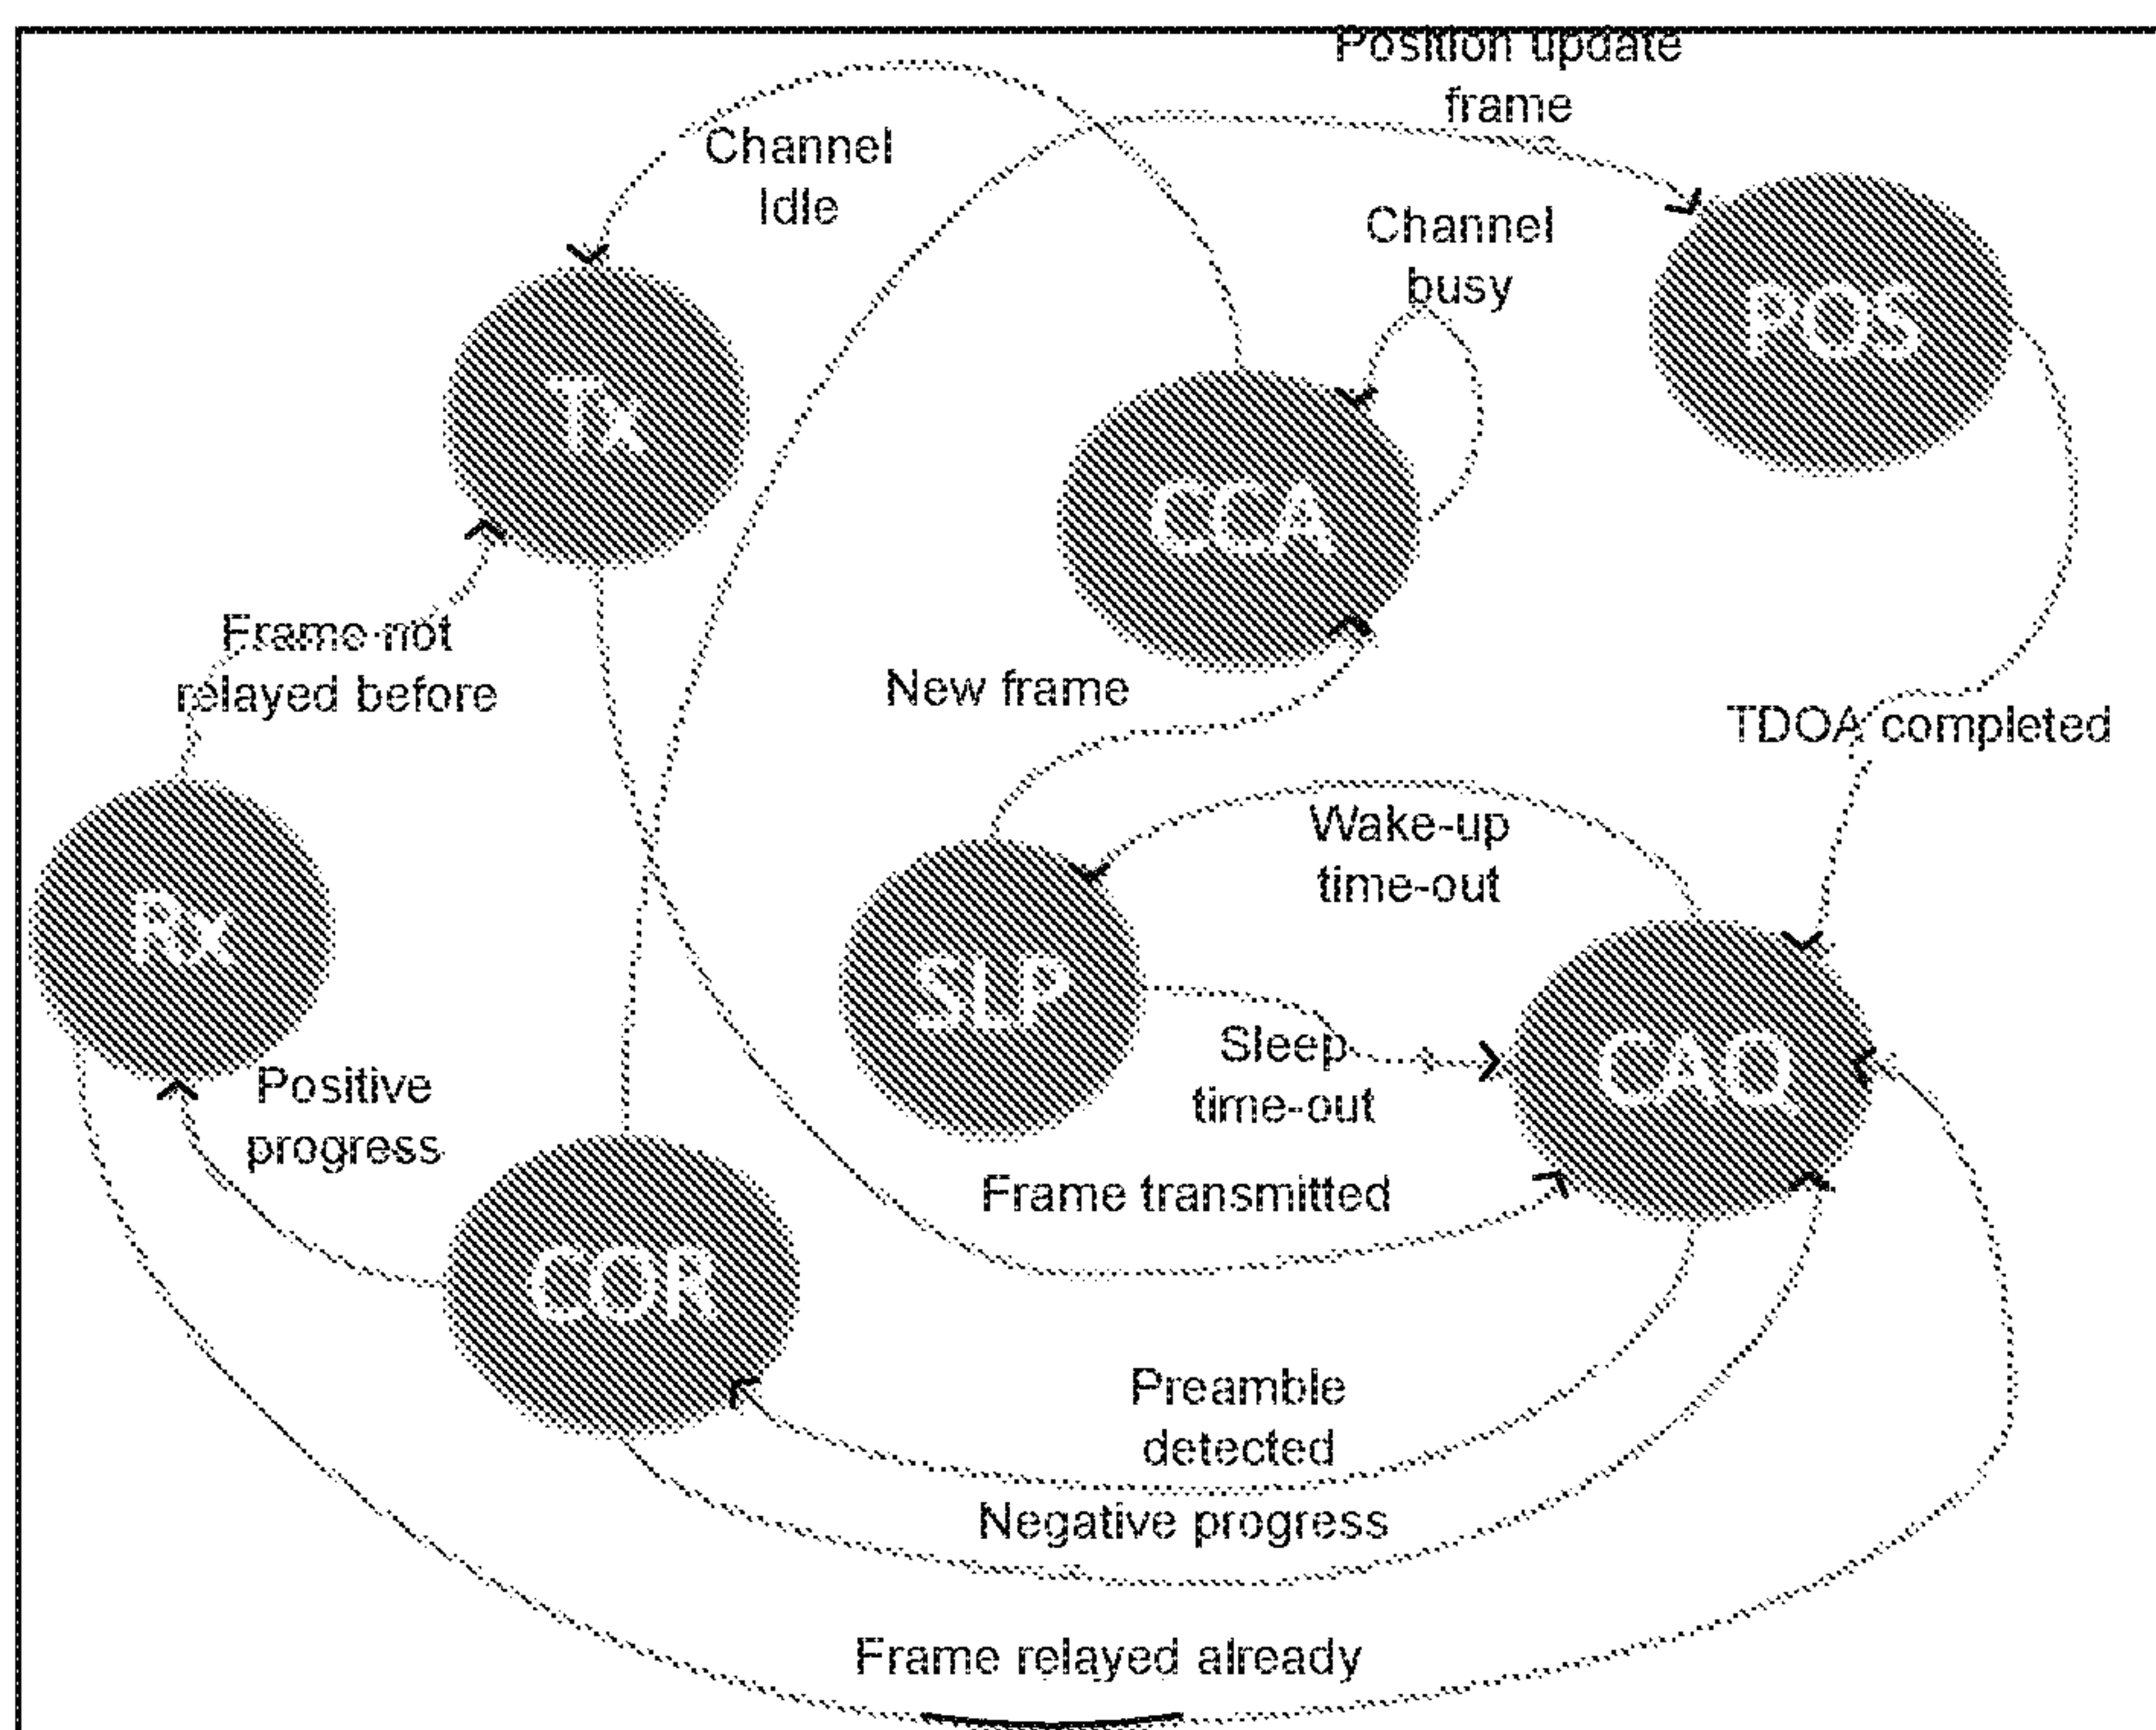 Position update
frame
Channel
Idle
Channel
busy
POS
Tx
CCA
Frame not
relayed before
New frame
TDOA completed
Wake-up
time-out
Rx
SLP
Sleep
time-out
CAQ
Positive
progress
Frame transmitted
COR
Preamble
detected
Negative progress
Frame relayed already